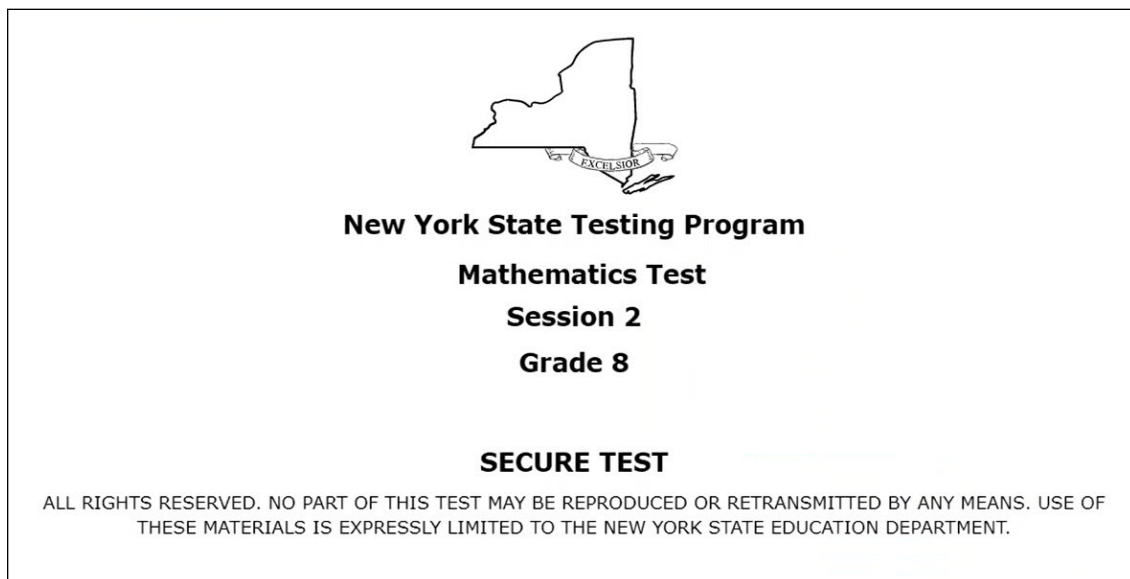 EXCELSIOR
New York State Testing Program
Mathematics Test
Session 2
Grade 8
SECURE TEST
ALL RIGHTS RESERVED. NO PART OF THIS TEST MAY BE REPRODUCED OR RETRANSMITTED BY ANY MEANS. USE OF
THESE MATERIALS IS EXPRESSLY LIMITED TO THE NEW YORK STATE EDUCATION DEPARTMENT.